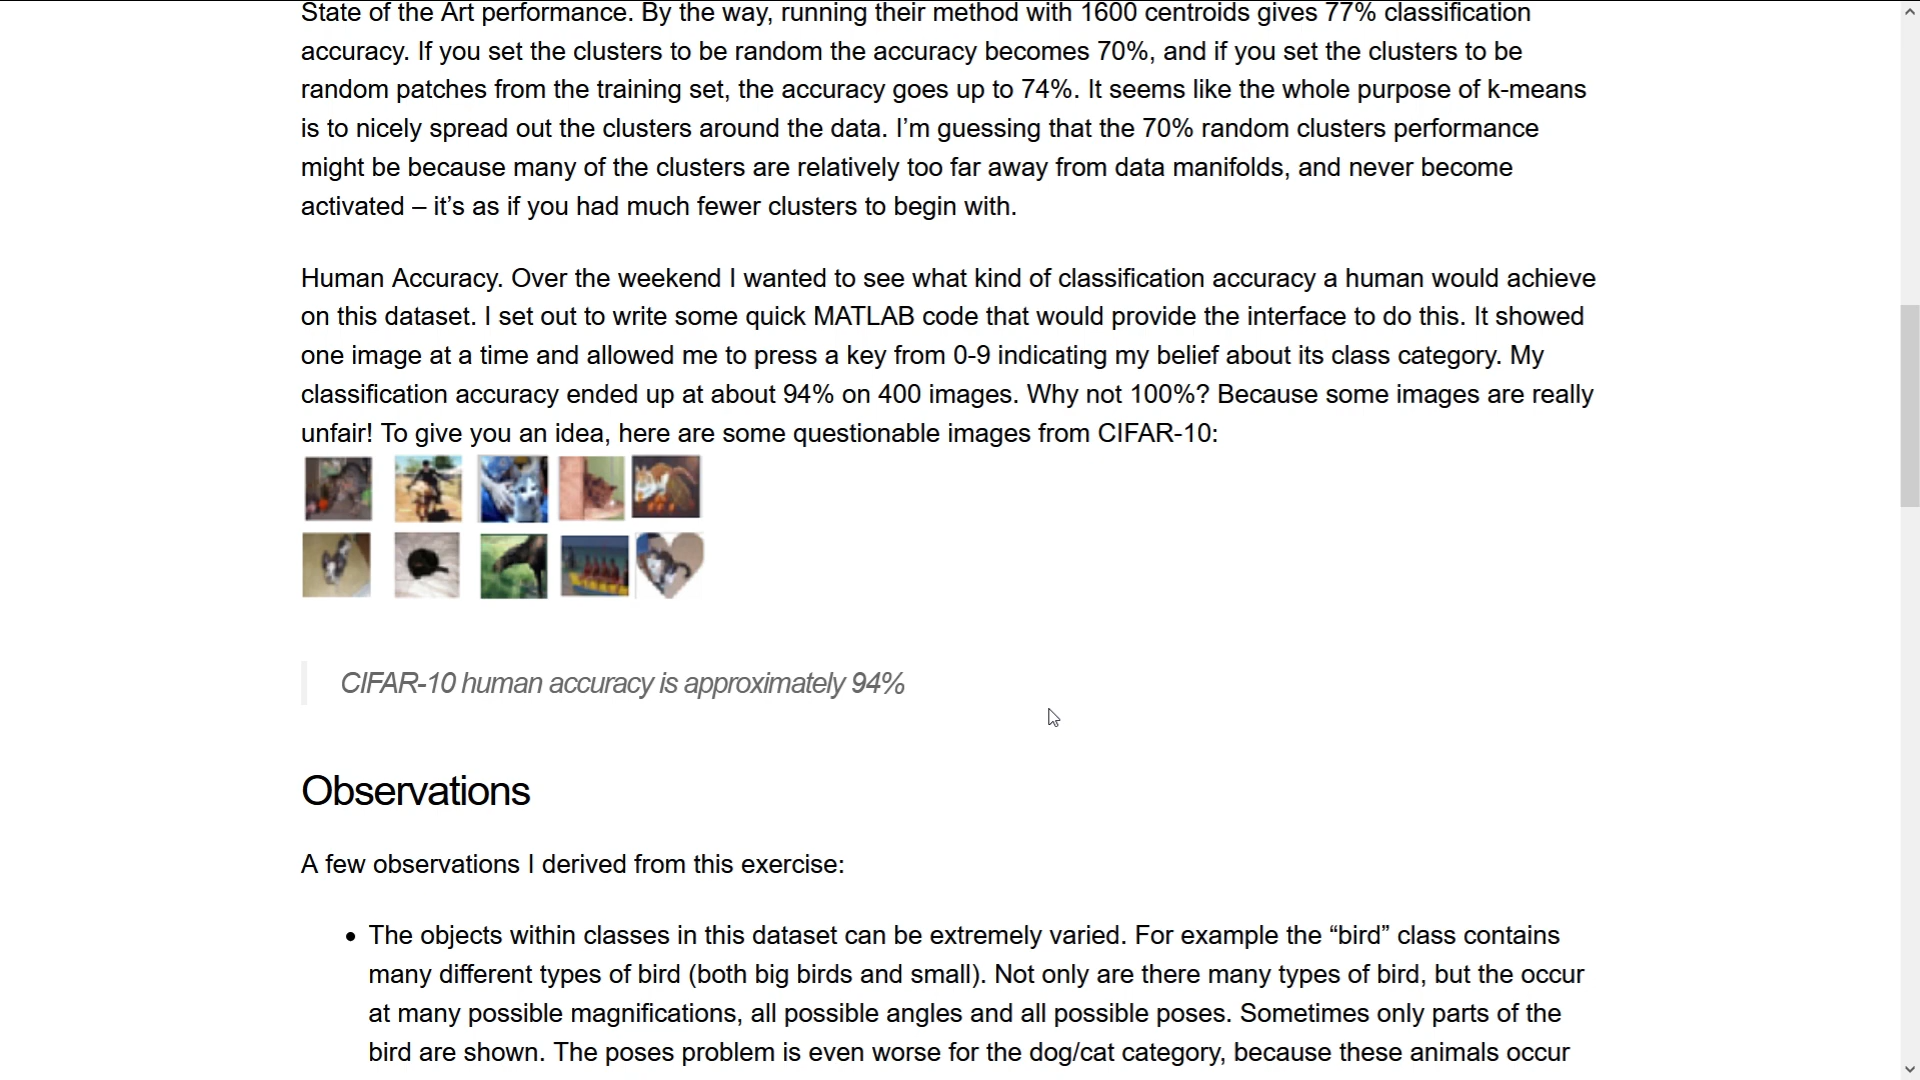 State of the Art performance. By the way, running their method with 1600 centroids gives 77% classification
accuracy. If you set the clusters to be random the accuracy becomes 70%, and if you set the clusters to be
random patches from the training set, the accuracy goes up to 74%. It seems like the whole purpose of k-means
is to nicely spread out the clusters around the data. I’m guessing that the 70% random clusters performance
might be because many of the clusters are relatively too far away from data manifolds, and never become
activated – it’s as if you had much fewer clusters to begin with.
Human Accuracy. Over the weekend I wanted to see what kind of classification accuracy a human would achieve
on this dataset. I set out to write some quick MATLAB code that would provide the interface to do this. It showed
one image at a time and allowed me to press a key from 0-9 indicating my belief about its class category. My
classification accuracy ended up at about 94% on 400 images. Why not 100%? Because some images are really
unfair! To give you an idea, here are some questionable images from CIFAR-10:
CIFAR-10 human accuracy is approximately 94%
Observations
A few observations I derived from this exercise:
• The objects within classes in this dataset can be extremely varied. For example the “bird” class contains
many different types of bird (both big birds and small). Not only are there many types of bird, but the occur
at many possible magnifications, all possible angles and all possible poses. Sometimes only parts of the
bird are shown. The poses problem is even worse for the dog/cat category, because these animals occur